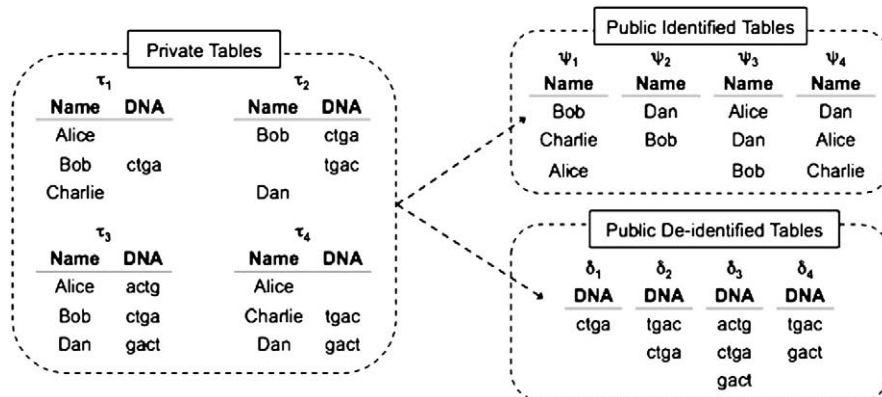 Private Tables
τ1 τ2
Name DNA Name DNA
Alice Bob ctga
Bob ctga tgac
Charlie Dan
τ3 τ4
Name DNA Name DNA
Alice actg Alice
Bob ctga Charlie tgac
Dan gact Dan gact
Public Identified Tables
ψ1 ψ2 ψ3 ψ4
Name Name Name Name
Bob Dan Alice Dan
Charlie Bob Dan Alice
Alice Bob Charlie
Public De-identified Tables
δ1 δ2 δ3 δ4
DNA DNA DNA DNA
ctga tgac actg tgac
ctga ctga gact
gact